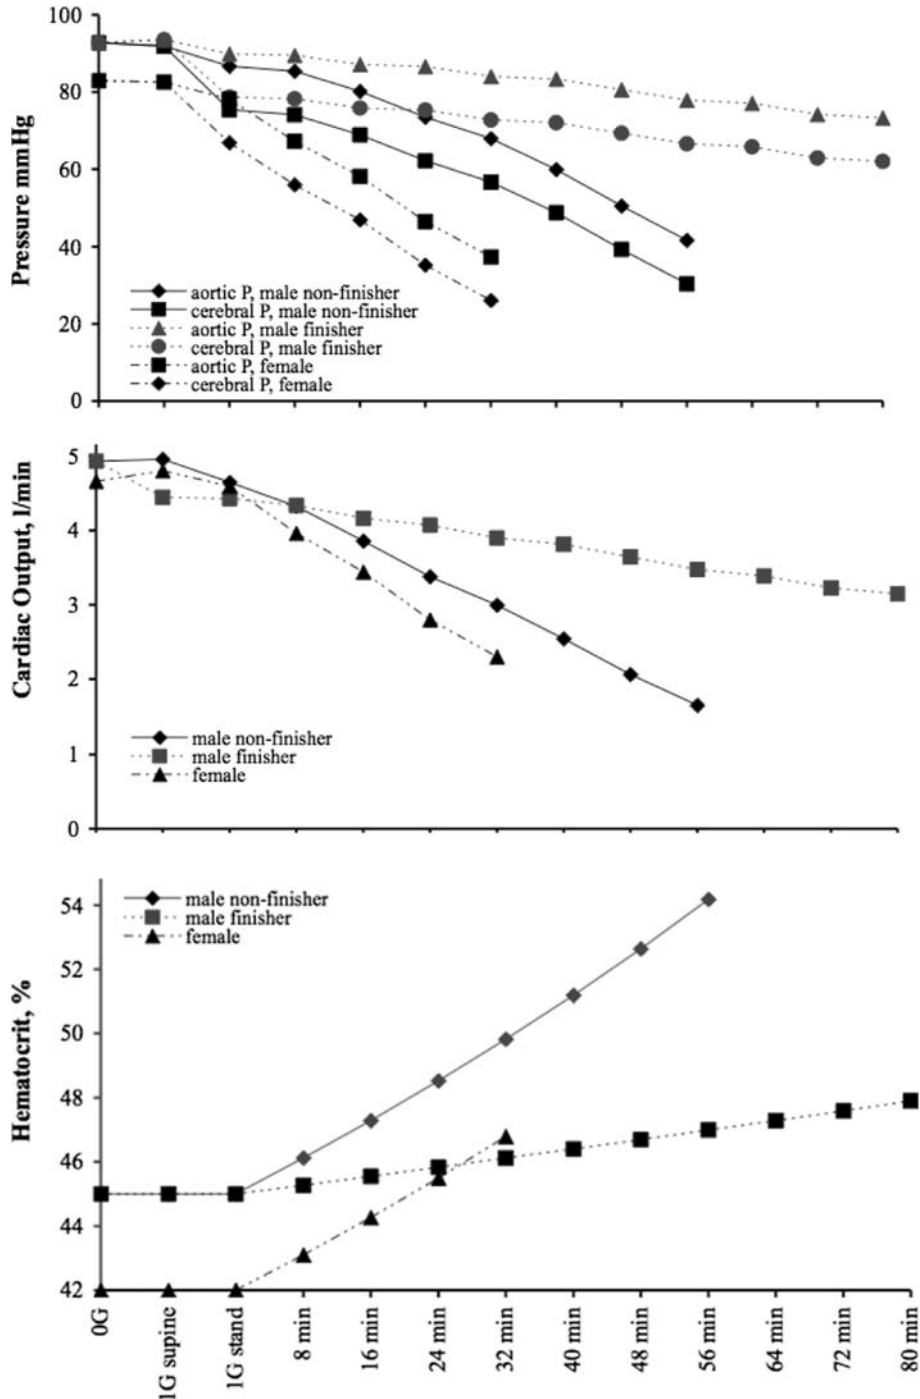 100
80
60
40
20
0
Pressure mmHg
aortic P, male non-finisher
cerebral P, male non-finisher
aortic P, male finisher
cerebral P, male finisher
aortic P, female
cerebral P, female
5
4
3
2
1
0
Cardiac Output, l/min
male non-finisher
male finisher
female
54
52
50
48
46
44
42
Hematocrit, %
male non-finisher
male finisher
female
0G
1G supine
1G stand
8 min
16 min
24 min
32 min
40 min
48 min
56 min
64 min
72 min
80 min